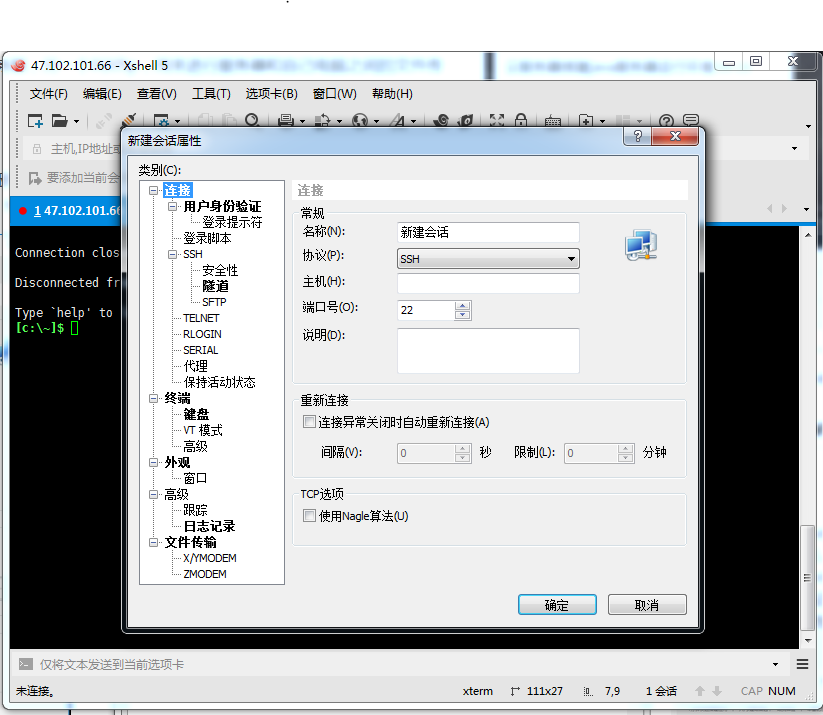 47.102.101.66 - Xshell 5
文件(F) 编辑(E) 查看(V) 工具(T) 选项卡(B) 窗口(W) 帮助(H)
新建会话属性
主机,IP地址或
类别(C):
要添加当前会
1 47.102.101.66
Connection clos
Disconnected fr
Type `help' to
[c:\~]$
连接
用户身份验证
登录提示符
登录脚本
SSH
安全性
隧道
SFTP
TELNET
RLOGIN
SERIAL
代理
保持活动状态
终端
键盘
VT 模式
高级
外观
窗口
高级
跟踪
日志记录
文件传输
X/YMODEM
ZMODEM
连接
常规
名称(N): 新建会话
协议(P): SSH
主机(H):
端口号(O): 22
说明(D):
重新连接
连接异常关闭时自动重新连接(A)
间隔(V): 0 秒 限制(L): 0 分钟
TCP选项
使用Nagle算法(U)
确定 取消
仅将文本发送到当前选项卡
未连接。 xterm 111x27 7,9 1 会话 CAP NUM